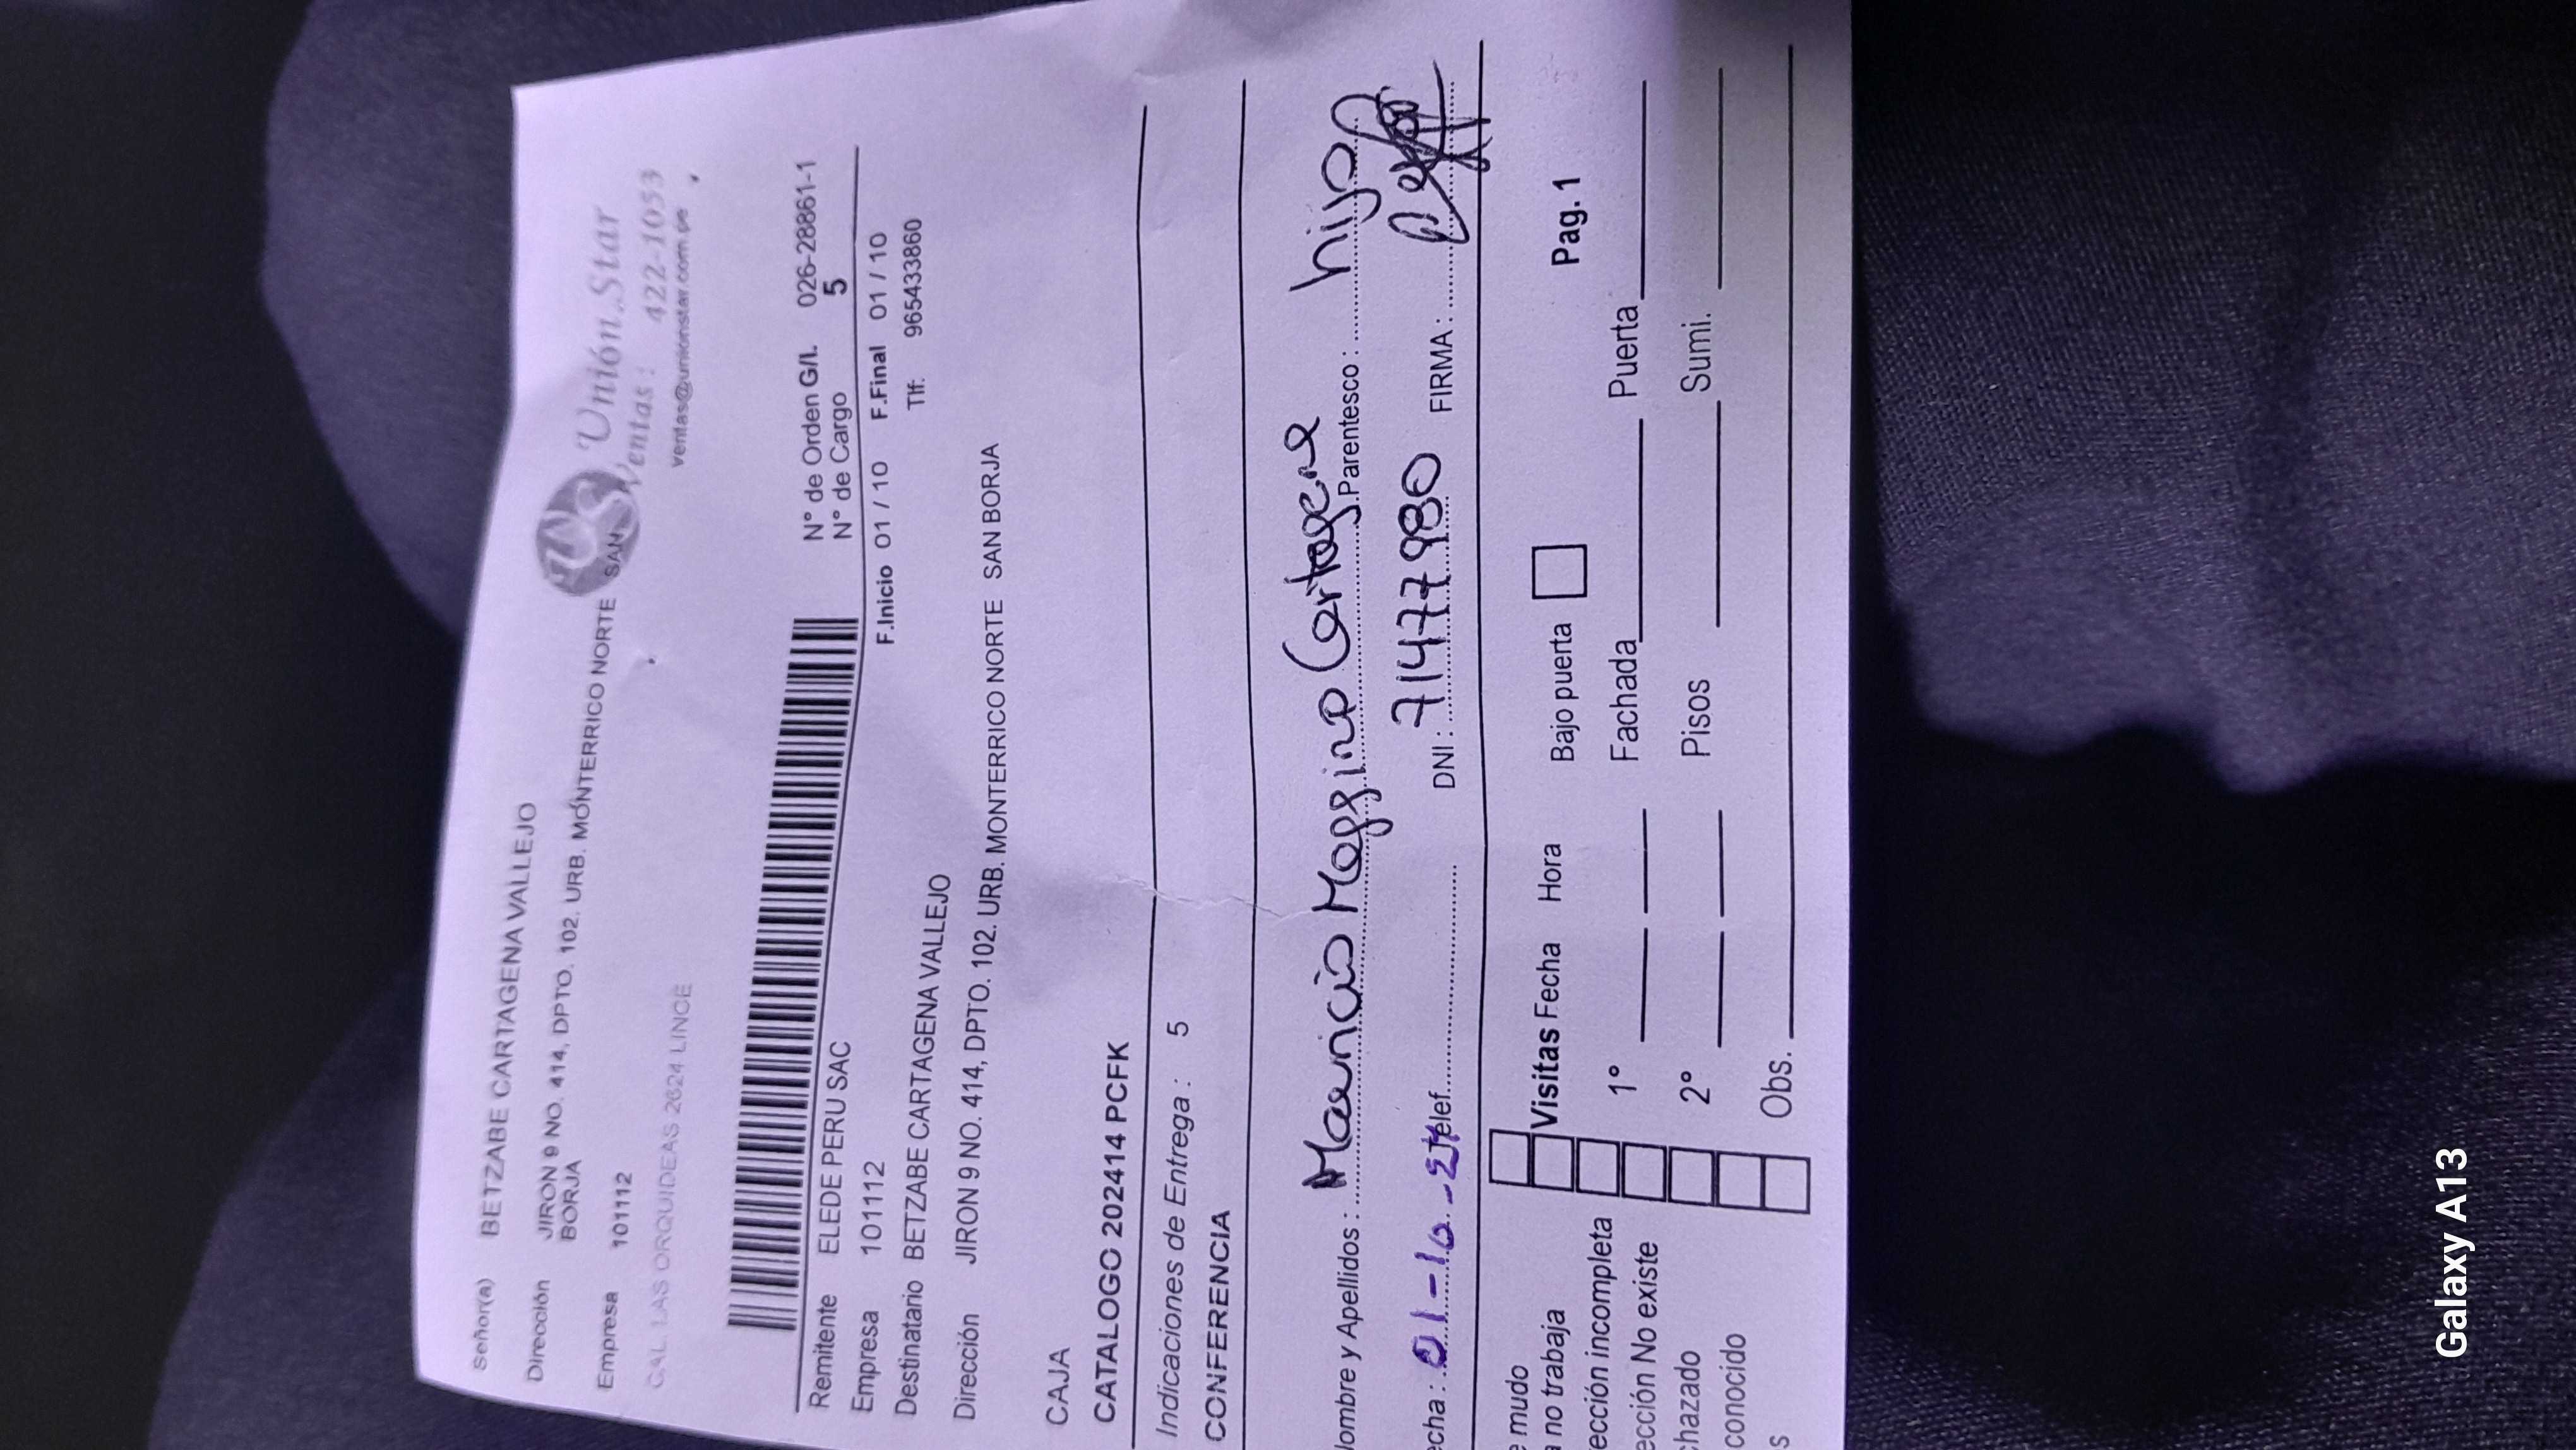 Señor(a) BETZABE CARTAGENA VALLEJO
Dirección JIRON 9 NO. 414, DPTO. 102. URB. MONTERRICO NORTE SAN
BORJA
Empresa 101112
CAL. LAS ORQUIDEAS 2624 LINCE
Unión Star
Ventas : 422-1053
ventas@unionstar.com.pe
N° de Orden G/I. 026-28861-1
N° de Cargo 5
Remitente ELEDE PERU SAC
F.Inicio 01 / 10 F.Final 01 / 10
Empresa 101112
Tlf: 965433860
Destinatario BETZABE CARTAGENA VALLEJO
Dirección JIRON 9 NO. 414, DPTO. 102. URB. MONTERRICO NORTE SAN BORJA
CAJA
CATALOGO 202414 PCFK
Indicaciones de Entrega : 5
CONFERENCIA
ombre y Apellidos : Mauricio Magino Cartagena Parentesco : hijo
echa : 01-10- Telef. DNI : 71477980 FIRMA :
e mudo
a no trabaja Visitas Fecha Hora Bajo puerta Pag. 1
ección incompleta 1° Fachada Puerta
ección No existe
chazado 2° Pisos Sumi.
conocido
s Obs.
Galaxy A13